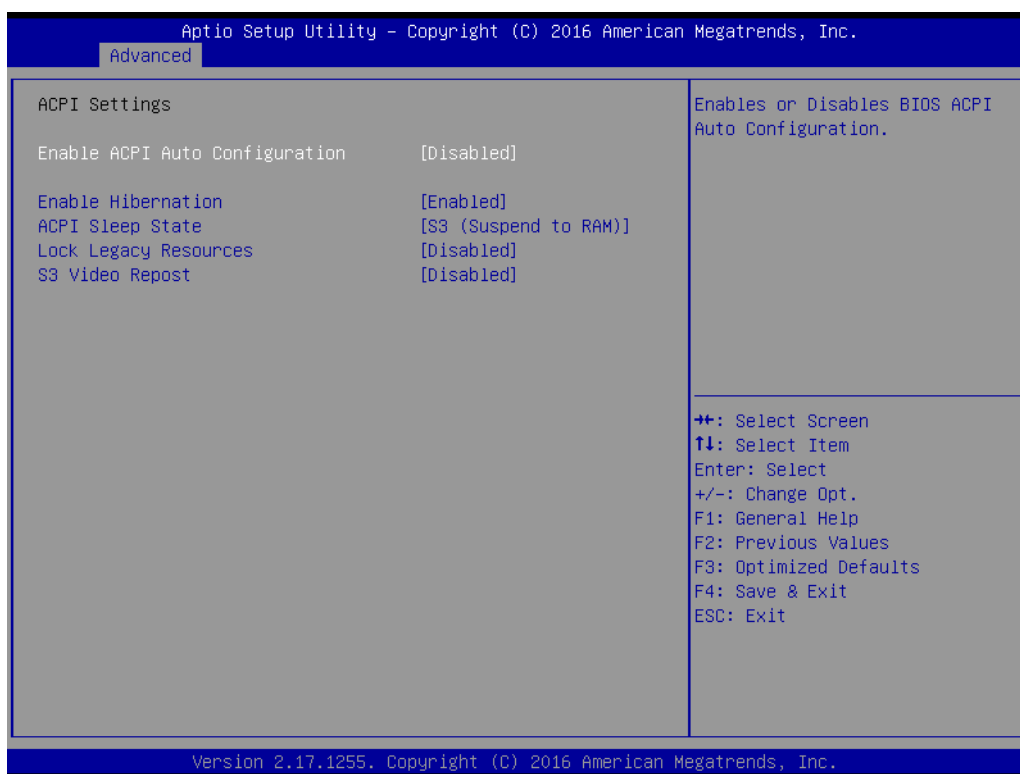 Aptio Setup Utility – Copyright (C) 2016 American Megatrends, Inc.
Advanced
ACPI Settings
Enable ACPI Auto Configuration [Disabled]
Enable Hibernation [Enabled]
ACPI Sleep State [S3 (Suspend to RAM)]
Lock Legacy Resources [Disabled]
S3 Video Repost [Disabled]
Enables or Disables BIOS ACPI
Auto Configuration.
→←: Select Screen
↑↓: Select Item
Enter: Select
+/-: Change Opt.
F1: General Help
F2: Previous Values
F3: Optimized Defaults
F4: Save & Exit
ESC: Exit
Version 2.17.1255. Copyright (C) 2016 American Megatrends, Inc.